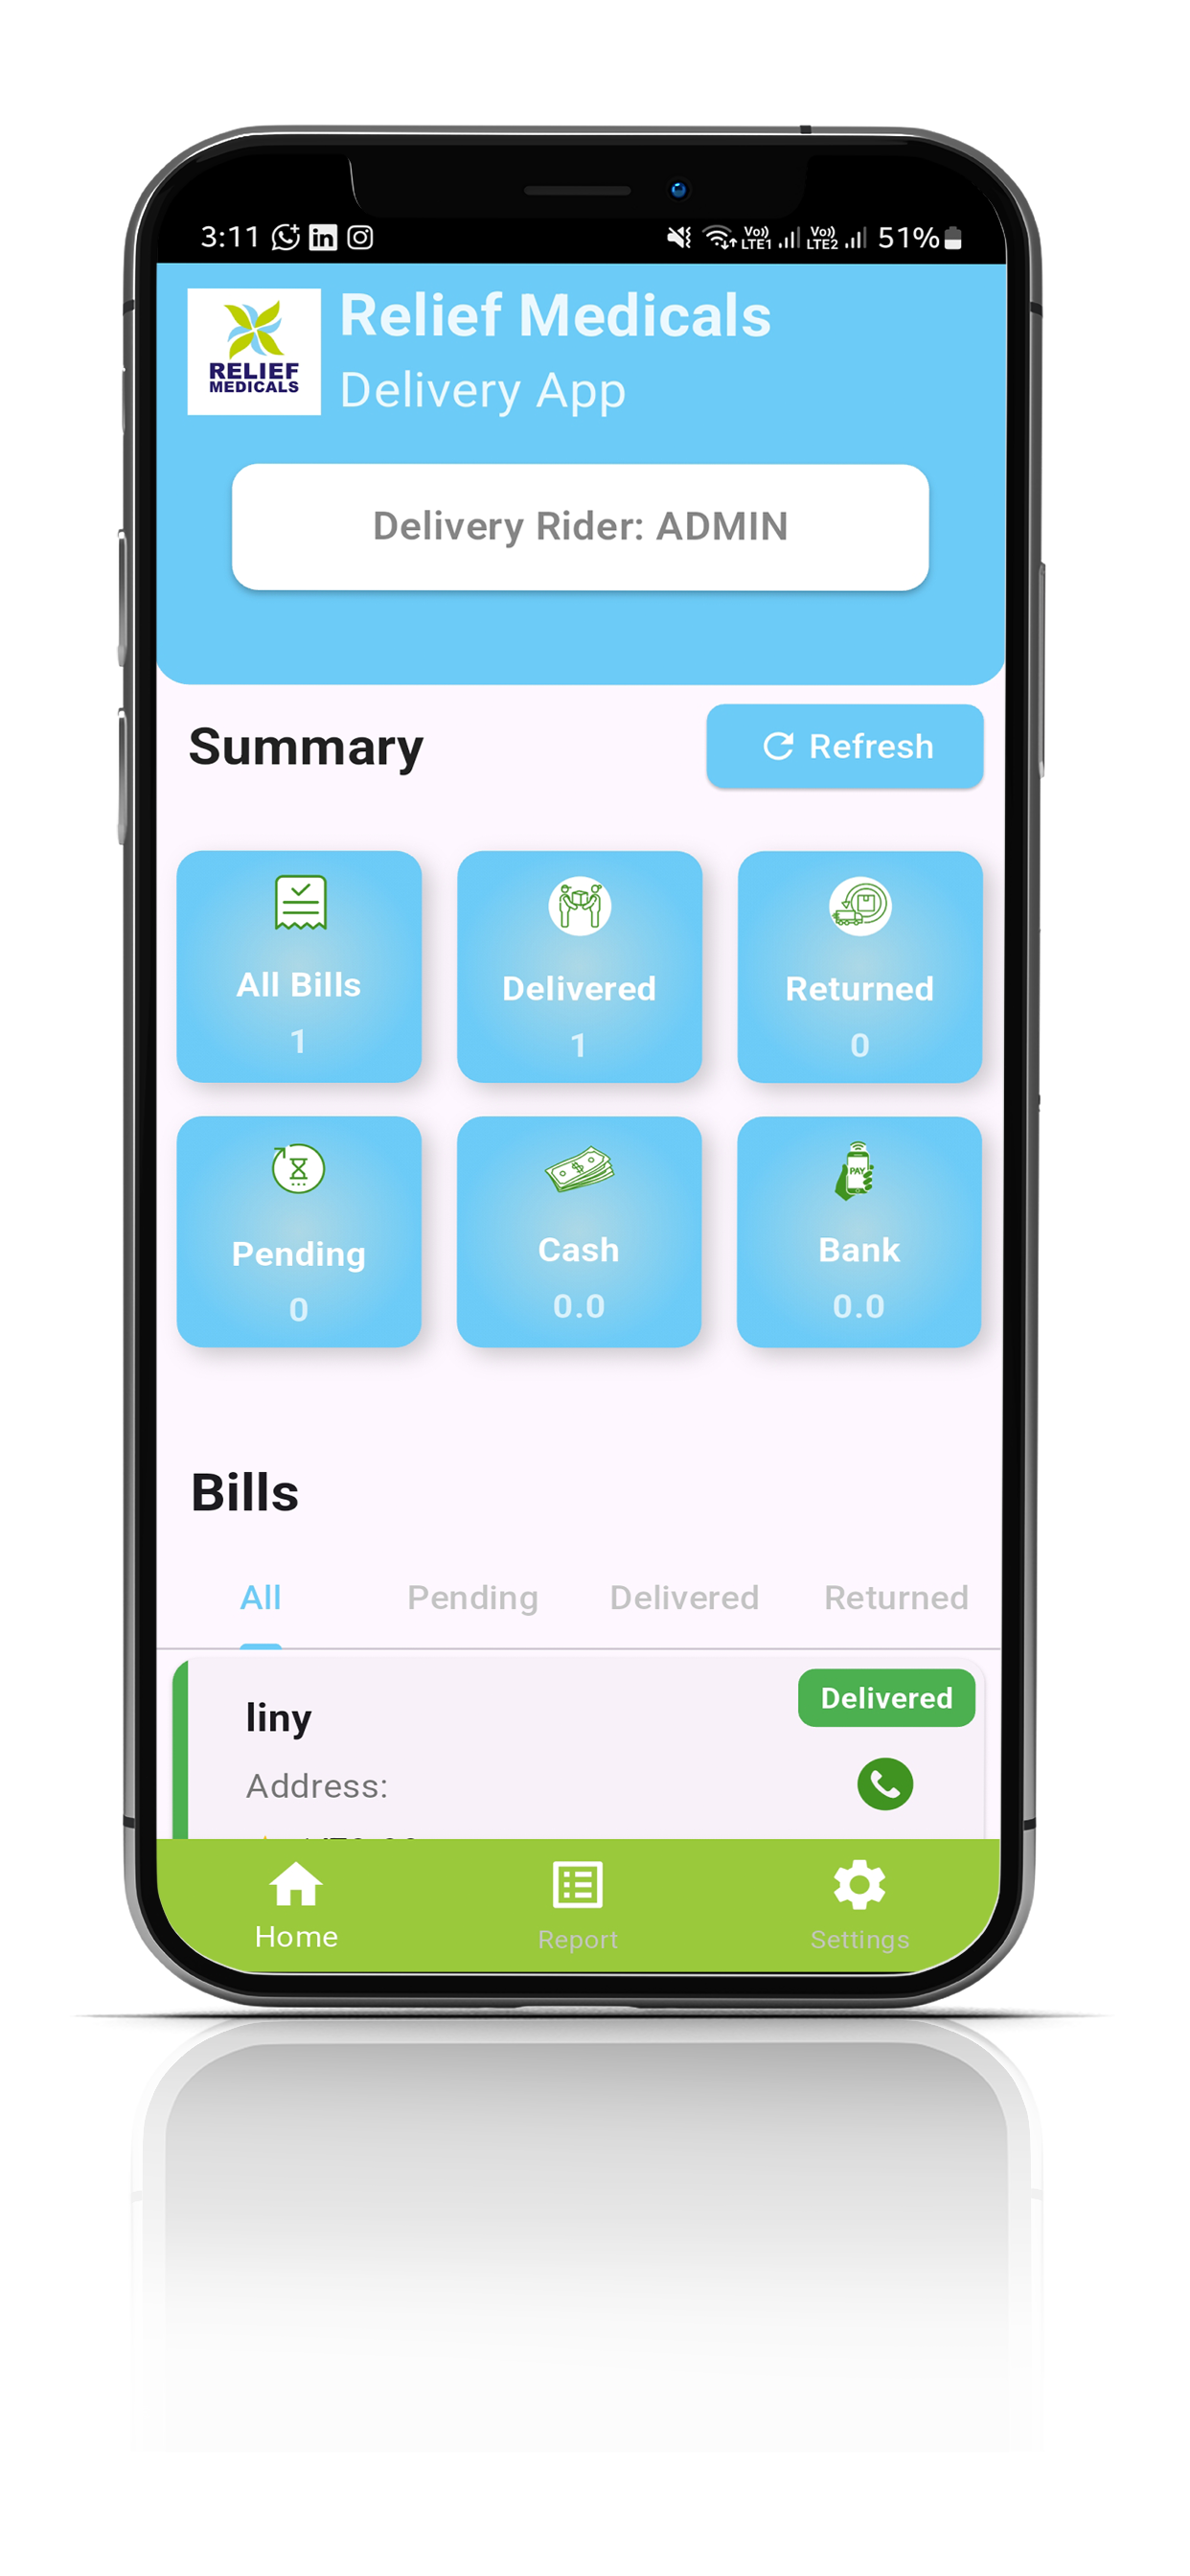 3:11
Vo))
LTE1
Vo))
LTE2
51%
RELIEF
MEDICALS
Relief Medicals
Delivery App
Delivery Rider: ADMIN
Summary
Refresh
All Bills
1
Delivered
1
Returned
0
Pending
0
Cash
0.0
PAY
Bank
0.0
Bills
All Pending Delivered Returned
liny
Delivered
Address:
Home
Report
Settings